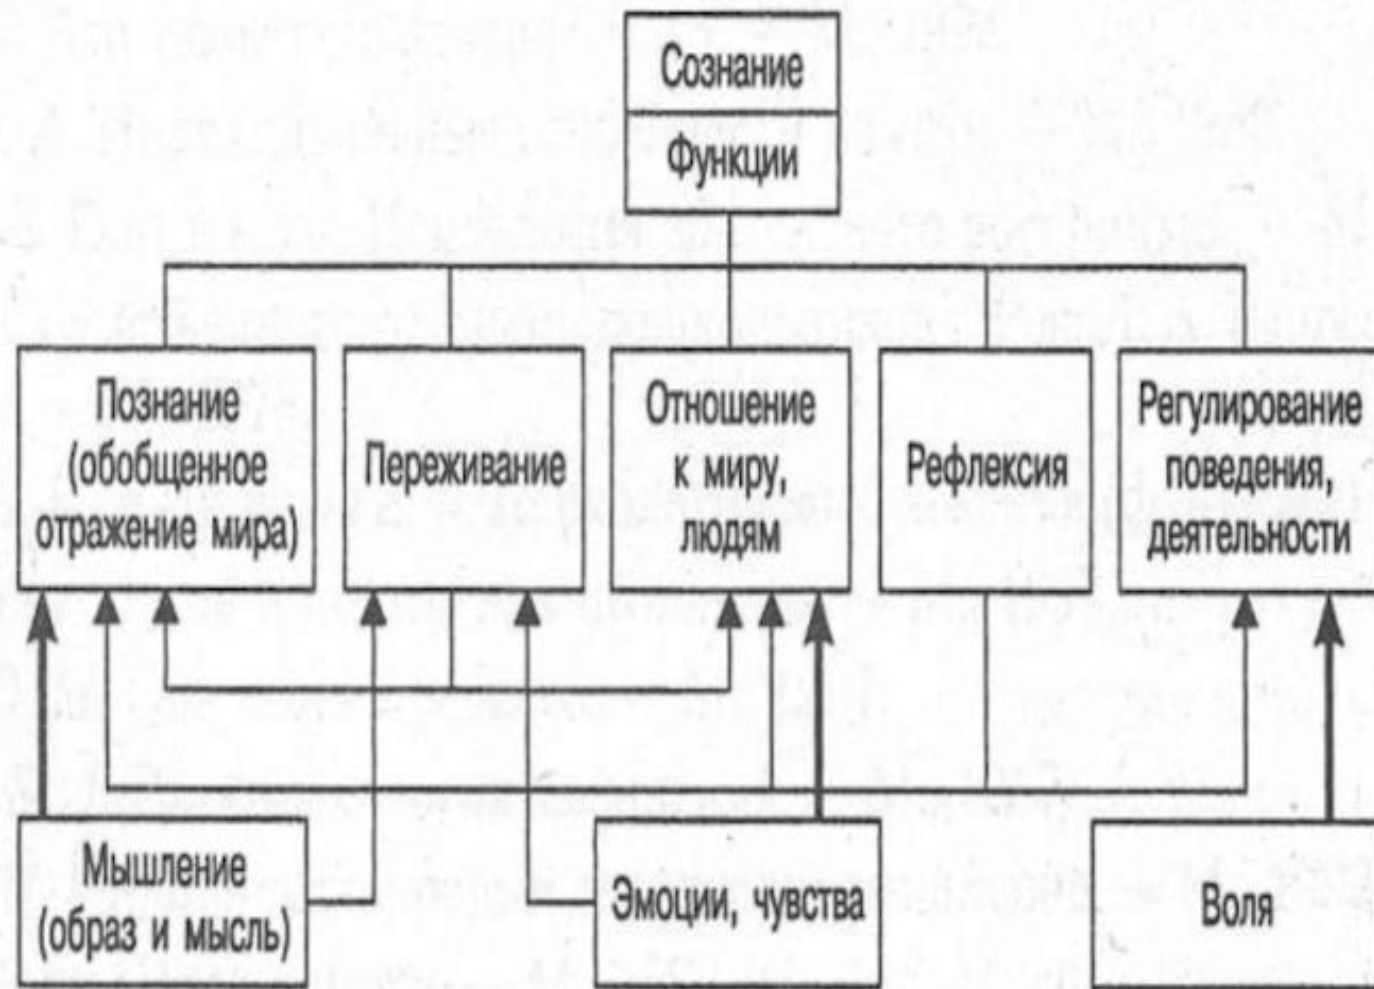 Сознание
Функции
Познание
(обобщенное
отражение мира)
Переживание
Отношение
к миру,
людям
Рефлексия
Регулирование
поведения,
деятельности
Мышление
(образ и мысль)
Эмоции, чувства
Воля